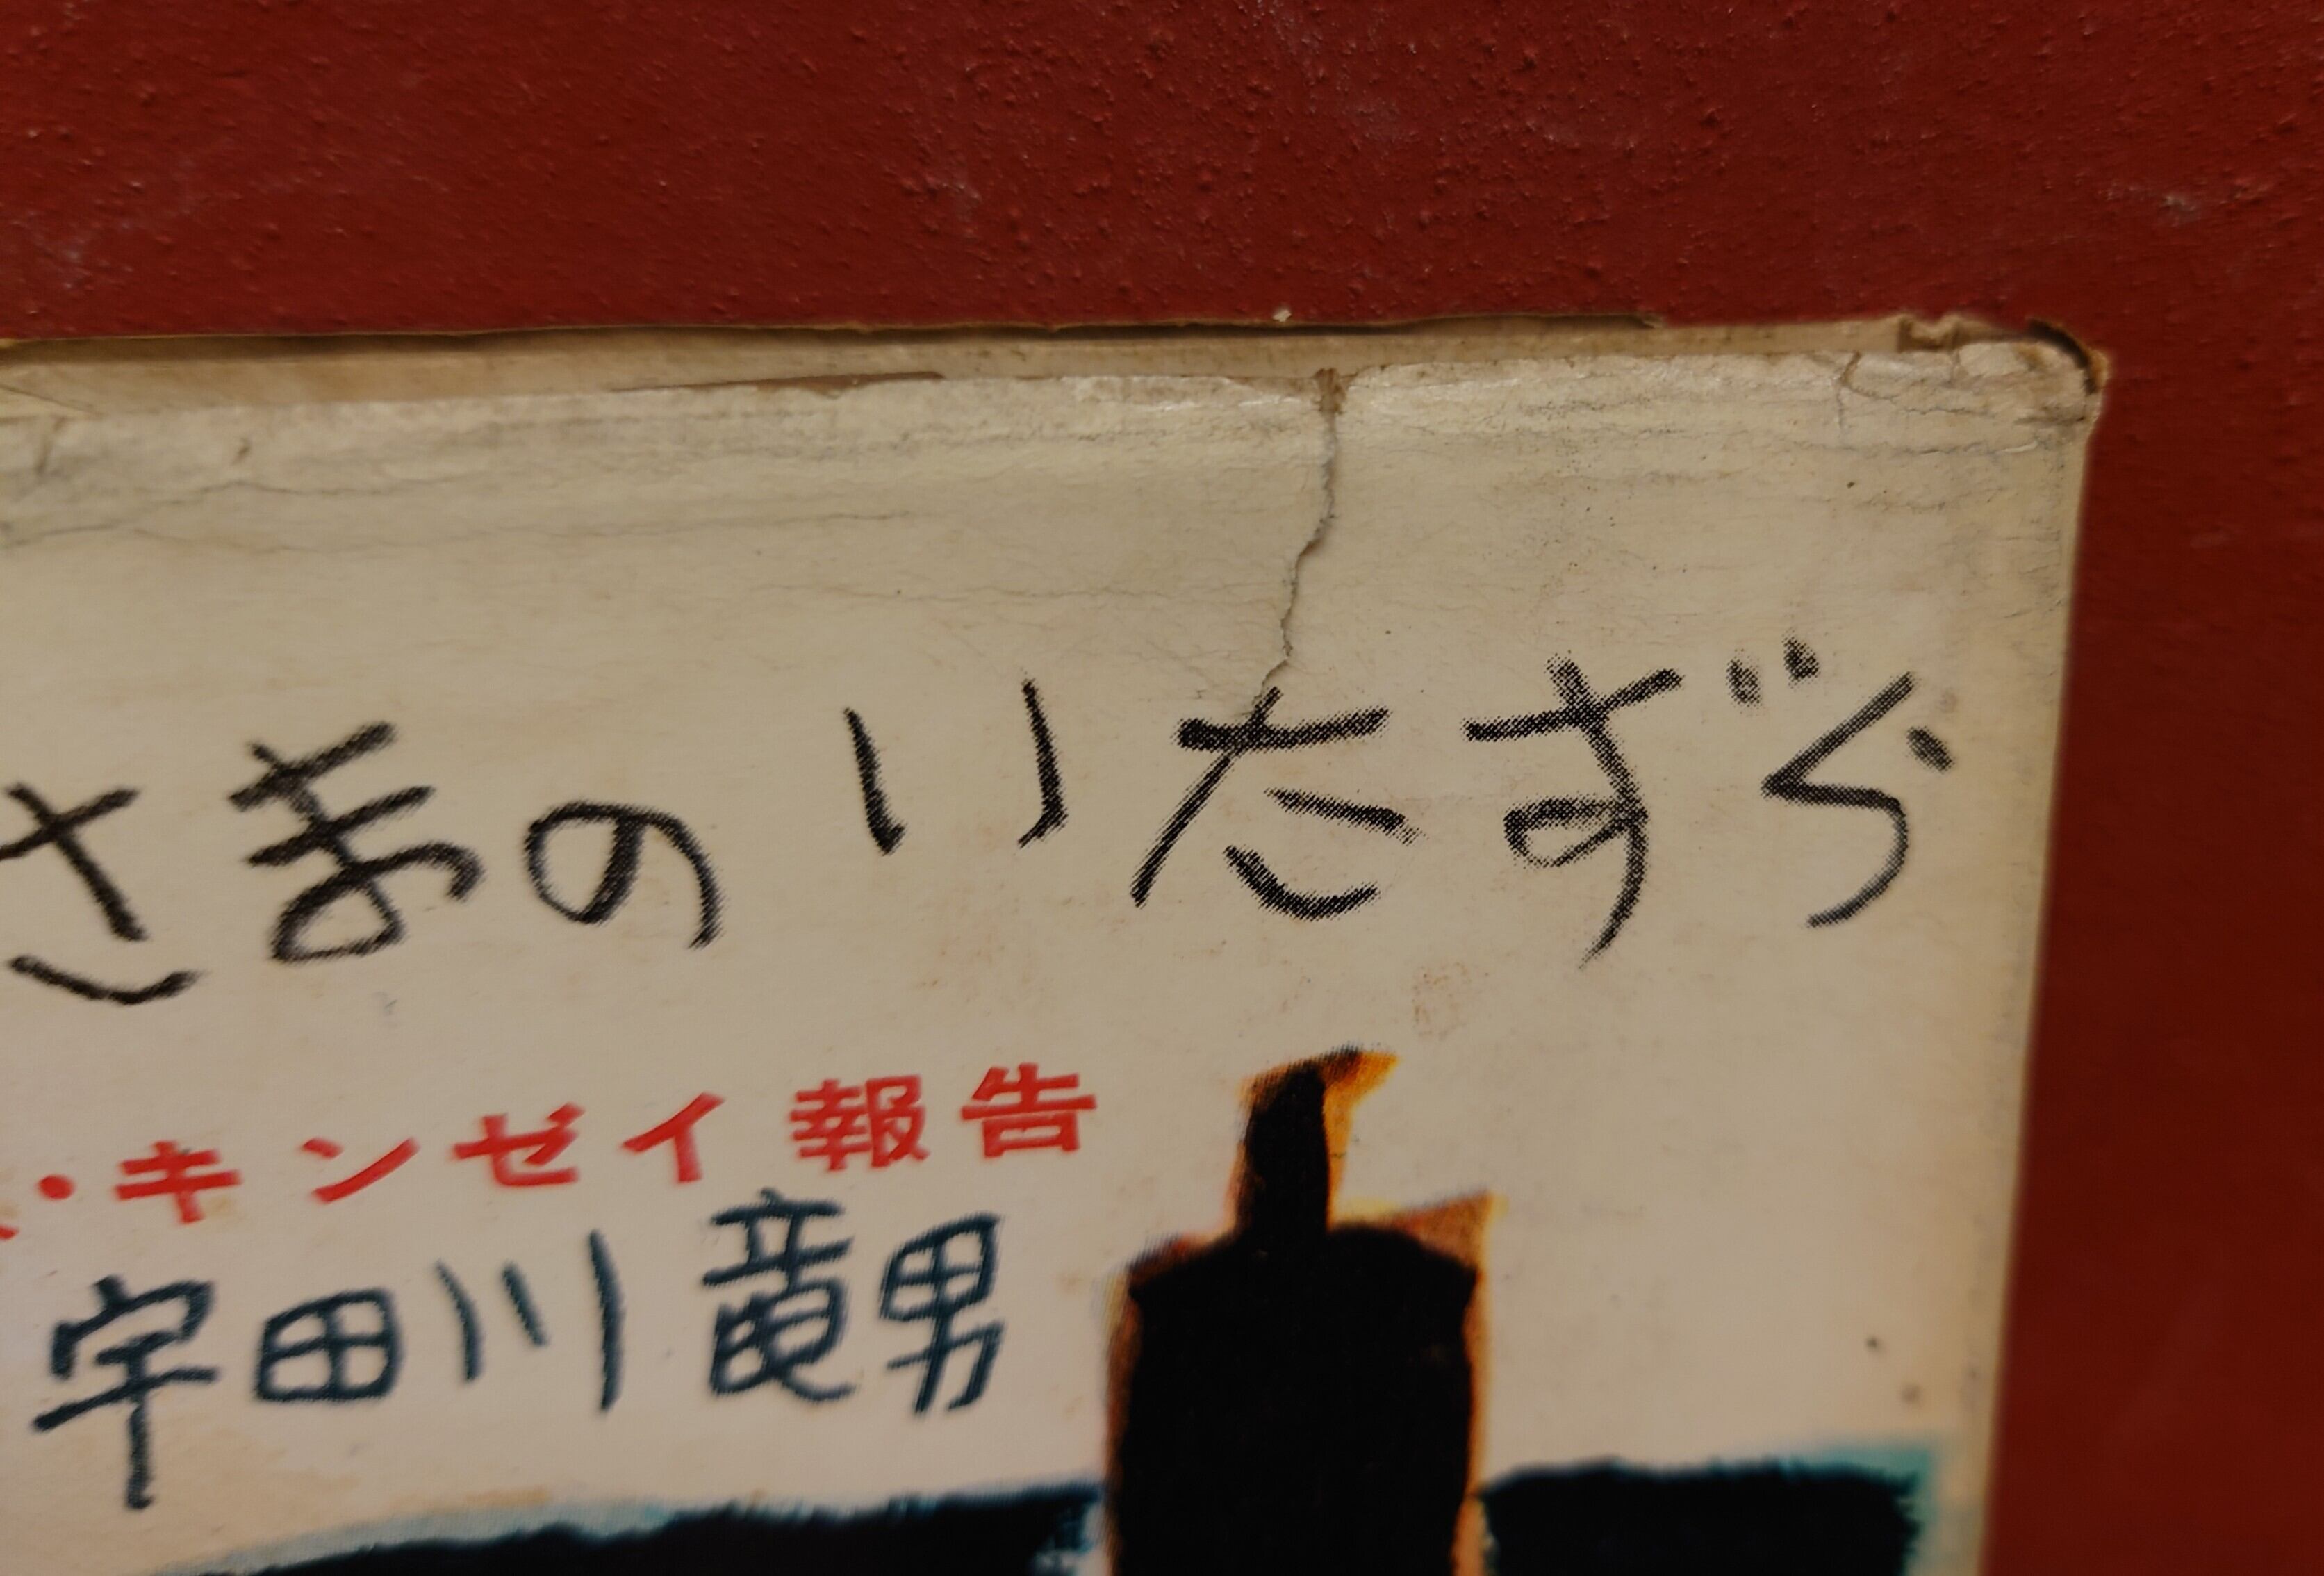 さまのいたずら
・キンゼイ報告
宇田川竜男